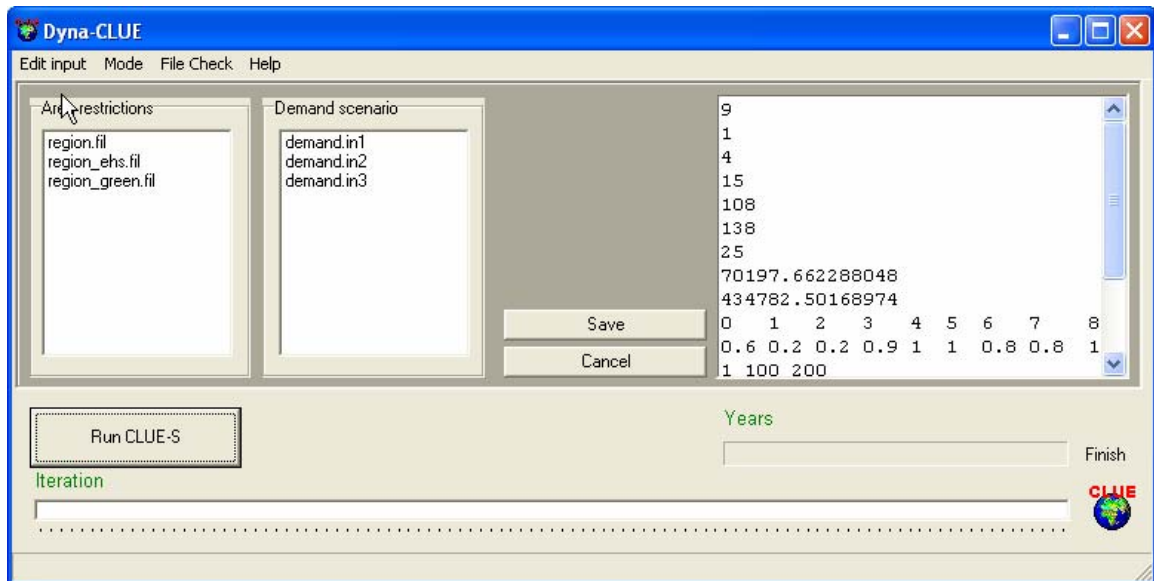 Dyna-CLUE
Edit input Mode File Check Help
Area restrictions
region.fil
region_ehs.fil
region_green.fil
Demand scenario
demand.in1
demand.in2
demand.in3
Save
Cancel
9
1
4
15
108
138
25
70197.662288048
434782.50168974
0 1 2 3 4 5 6 7 8
0.6 0.2 0.2 0.9 1 1 0.8 0.8 1
1 100 200
Run CLUE-S
Years
Finish
Iteration
CLUE